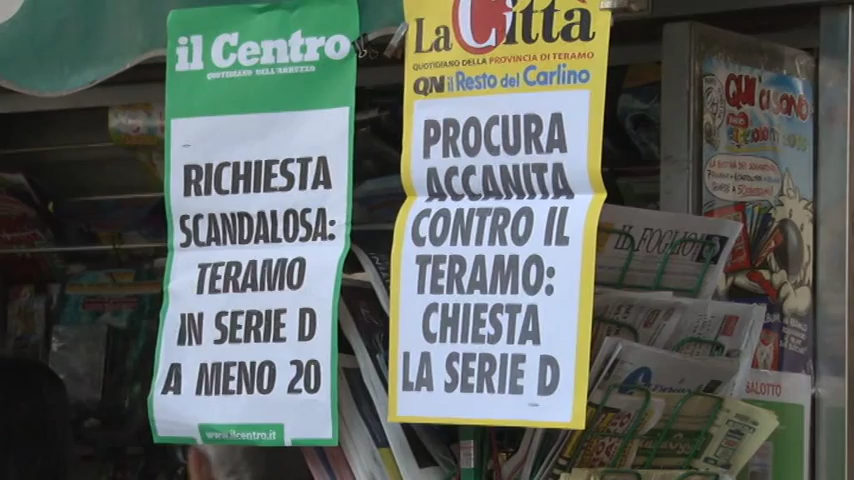 il Centro
QUOTIDIANO DELL'ABRUZZO
RICHIESTA
SCANDALOSA:
TERAMO
IN SERIE D
A MENO 20
www.ilcentro.it
La Città
QUOTIDIANO DELLA PROVINCIA DI TERAMO
QN il Resto del Carlino
PROCURA
ACCANITA
CONTRO IL
TERAMO:
CHIESTA
LA SERIE D
QUI CI SONO
IL FOGLIO